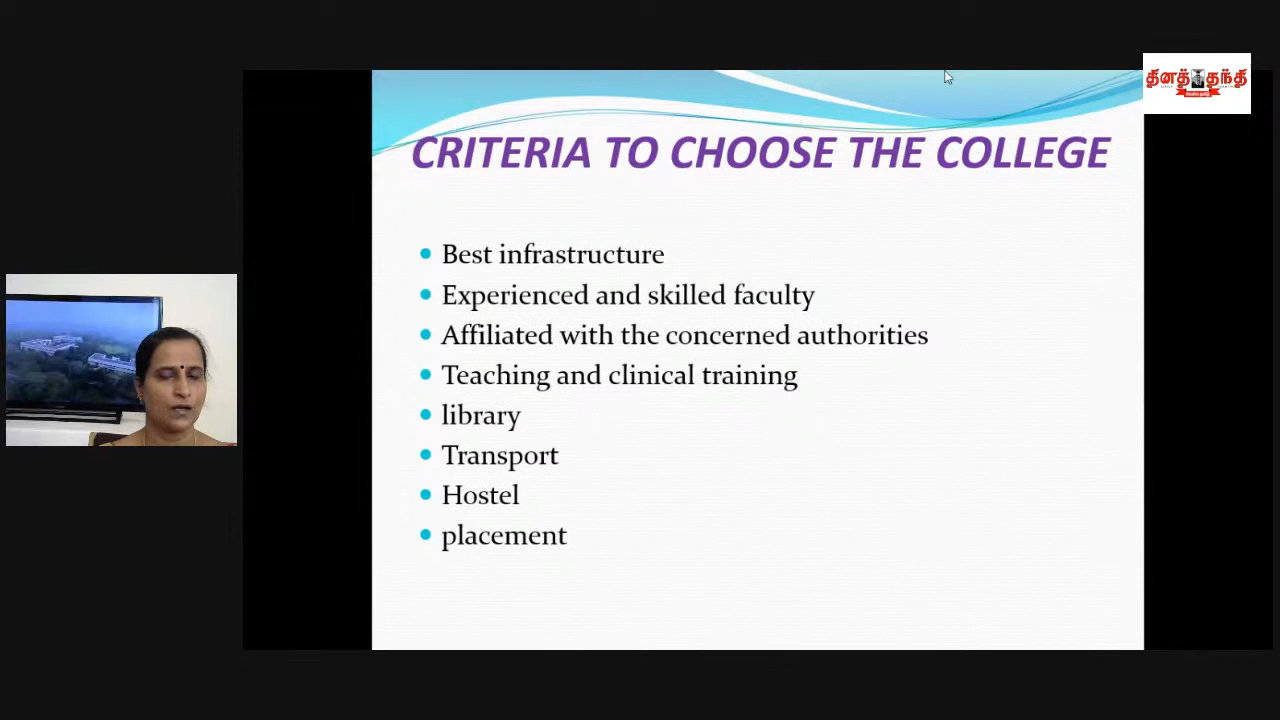 தினத்தந்தி
CRITERIA TO CHOOSE THE COLLEGE
Best infrastructure
Experienced and skilled faculty
Affiliated with the concerned authorities
Teaching and clinical training
library
Transport
Hostel
placement